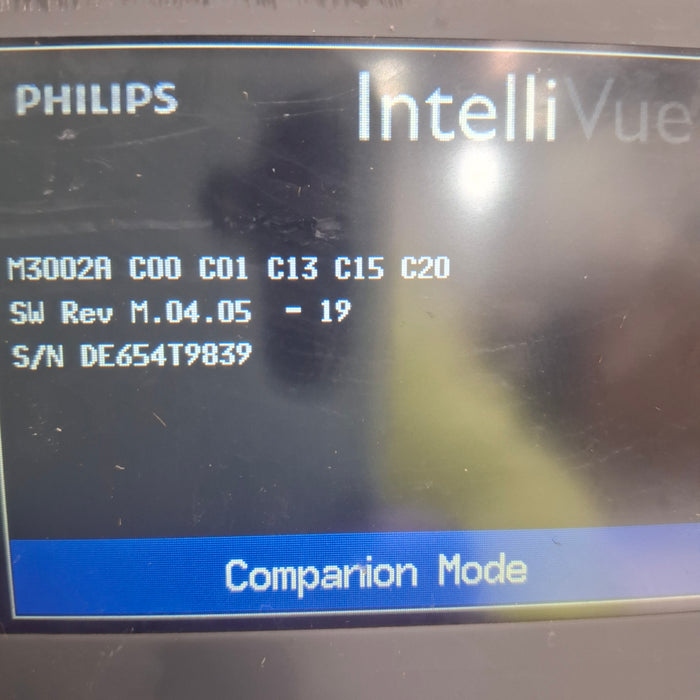 PHILIPS
IntelliVue
M3002A C00 C01 C13 C15 C20
SW Rev M.04.05 - 19
S/N DE654T9839
Companion Mode